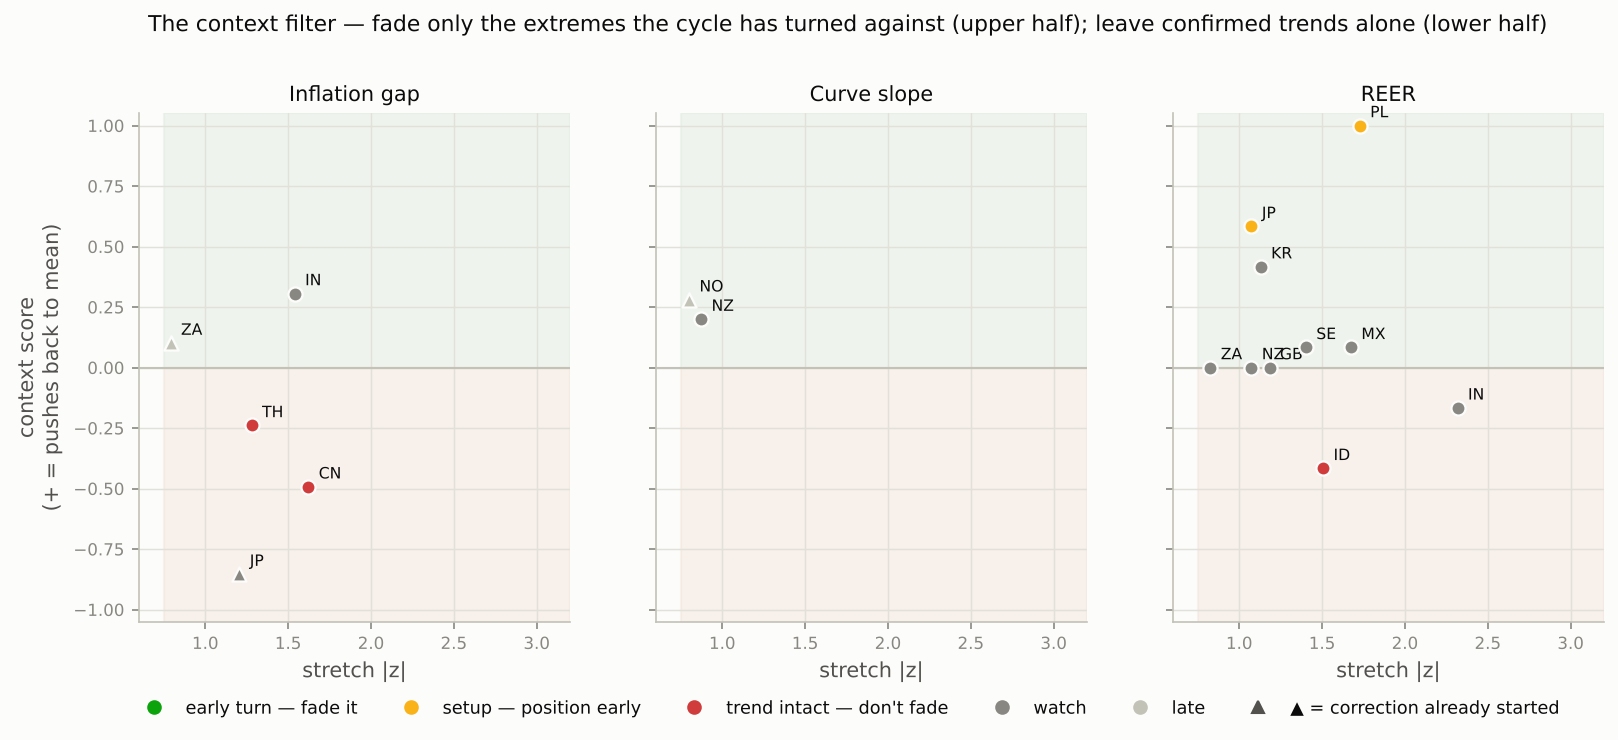 The context filter — fade only the extremes the cycle has turned against (upper half); leave confirmed trends alone (lower half)
Inflation gap
Curve slope
REER
context score
(+ = pushes back to mean)
1.00
0.75
0.50
0.25
0.00
−0.25
−0.50
−0.75
−1.00
IN
ZA
TH
CN
JP
1.0 1.5 2.0 2.5 3.0
stretch |z|
NO
NZ
1.0 1.5 2.0 2.5 3.0
stretch |z|
PL
JP
KR
SE
MX
ZA
NZ
GB
IN
ID
1.0 1.5 2.0 2.5 3.0
stretch |z|
early turn — fade it
setup — position early
trend intact — don't fade
watch
late
▲ = correction already started